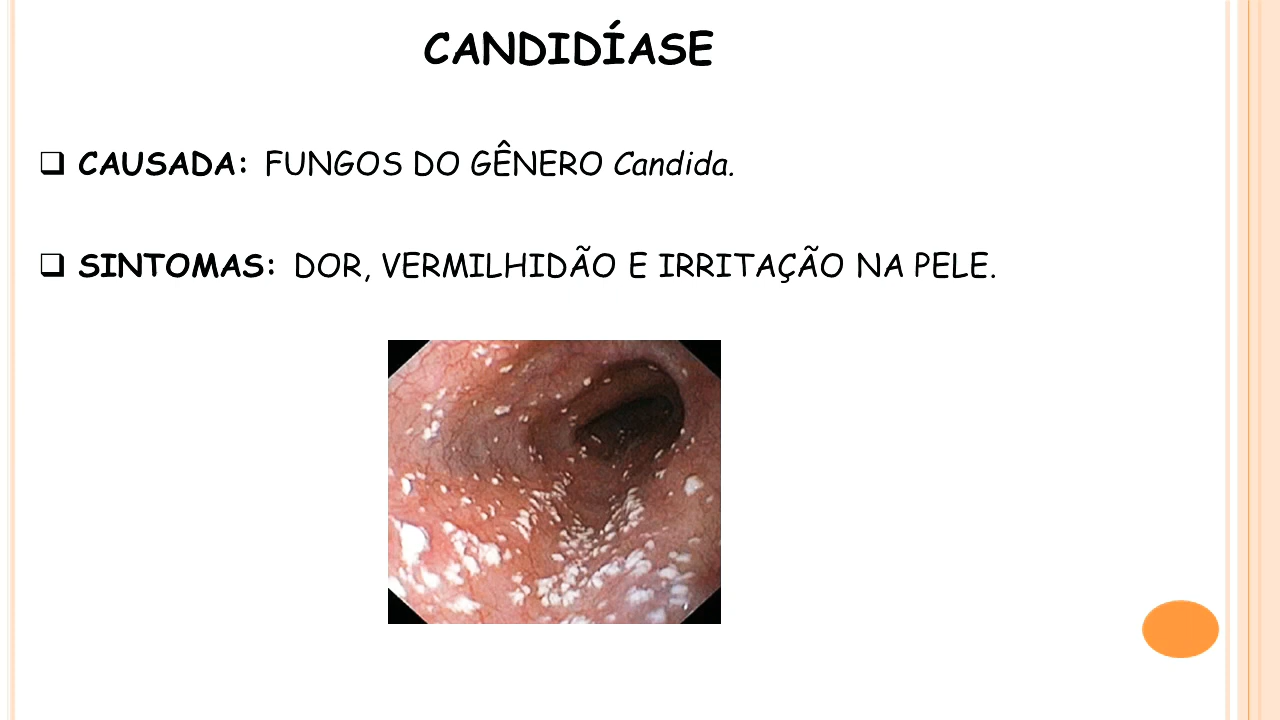 CANDIDÍASE
❑ CAUSADA: FUNGOS DO GÊNERO Candida.
❑ SINTOMAS: DOR, VERMILHIDÃO E IRRITAÇÃO NA PELE.